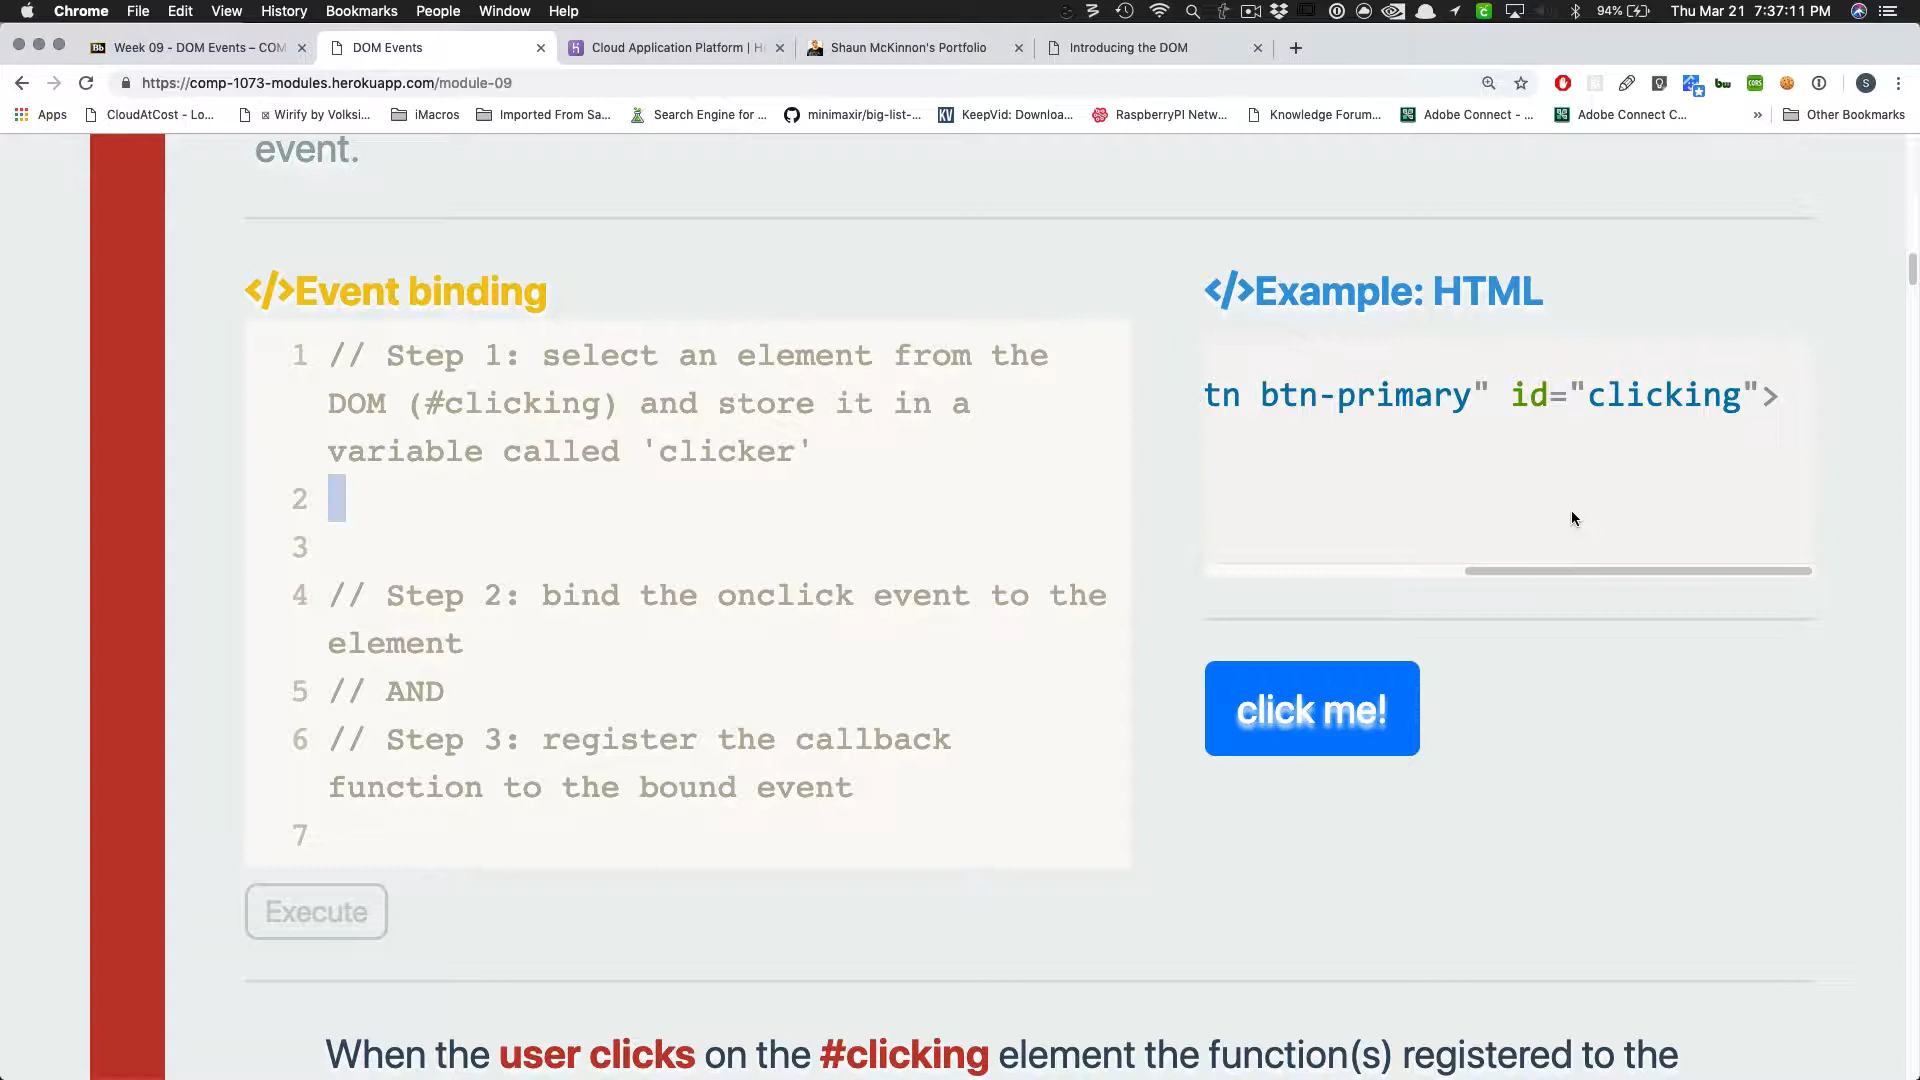 Chrome File Edit View History Bookmarks People Window Help 94% Thu Mar 21 7:37:11 PM
Week 09 - DOM Events – COM
DOM Events
Cloud Application Platform | H
Shaun McKinnon's Portfolio
Introducing the DOM
https://comp-1073-modules.herokuapp.com/module-09
Apps CloudAtCost - Lo... Wirify by Volksi... iMacros Imported From Sa... Search Engine for ... minimaxir/big-list-... KeepVid: Downloa... RaspberryPI Netw... Knowledge Forum... Adobe Connect - ... Adobe Connect C... » Other Bookmarks
event.
</>Event binding
1 // Step 1: select an element from the
DOM (#clicking) and store it in a
variable called 'clicker'
2
3
4 // Step 2: bind the onclick event to the
element
5 // AND
6 // Step 3: register the callback
function to the bound event
7
Execute
</>Example: HTML
tn btn-primary" id="clicking">
click me!
When the user clicks on the #clicking element the function(s) registered to the